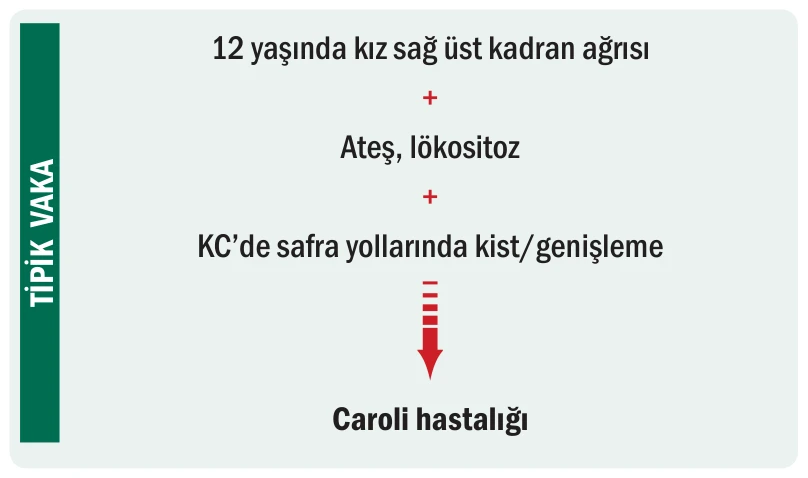 TİPİK VAKA
12 yaşında kız sağ üst kadran ağrısı
+
Ateş, lökositoz
+
KC’de safra yollarında kist/genişleme
Caroli hastalığı